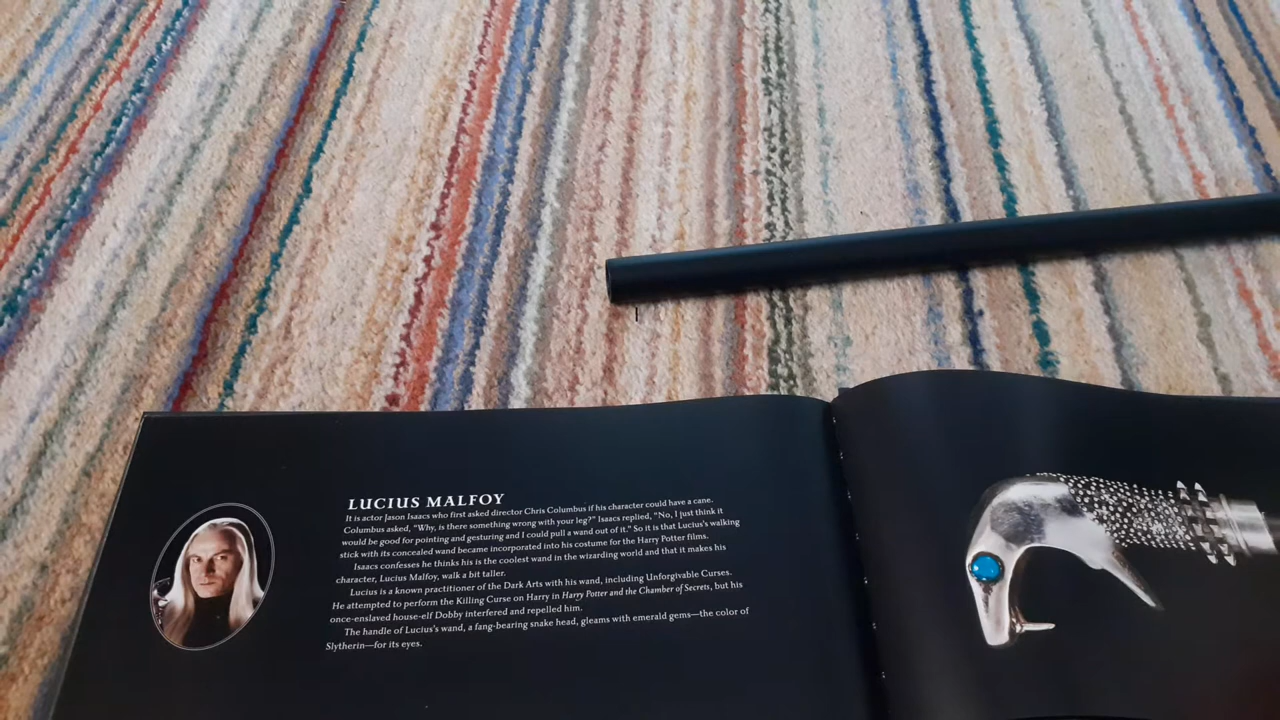 LUCIUS MALFOY
It is actor Jason Isaacs who first asked director Chris Columbus if his character could have a cane.
Columbus asked, "Why, is there something wrong with your leg?" Isaacs replied, "No, I just think it
would be good for pointing and gesturing and I could pull a wand out of it." So it is that Lucius's walking
stick with its concealed wand became incorporated into his costume for the Harry Potter films.
Isaacs confesses he thinks his is the coolest wand in the wizarding world and that it makes his
character, Lucius Malfoy, walk a bit taller.
Lucius is a known practitioner of the Dark Arts with his wand, including Unforgivable Curses.
He attempted to perform the Killing Curse on Harry in Harry Potter and the Chamber of Secrets, but his
once-enslaved house-elf Dobby interfered and repelled him.
The handle of Lucius's wand, a fang-bearing snake head, gleams with emerald gems—the color of
Slytherin—for its eyes.